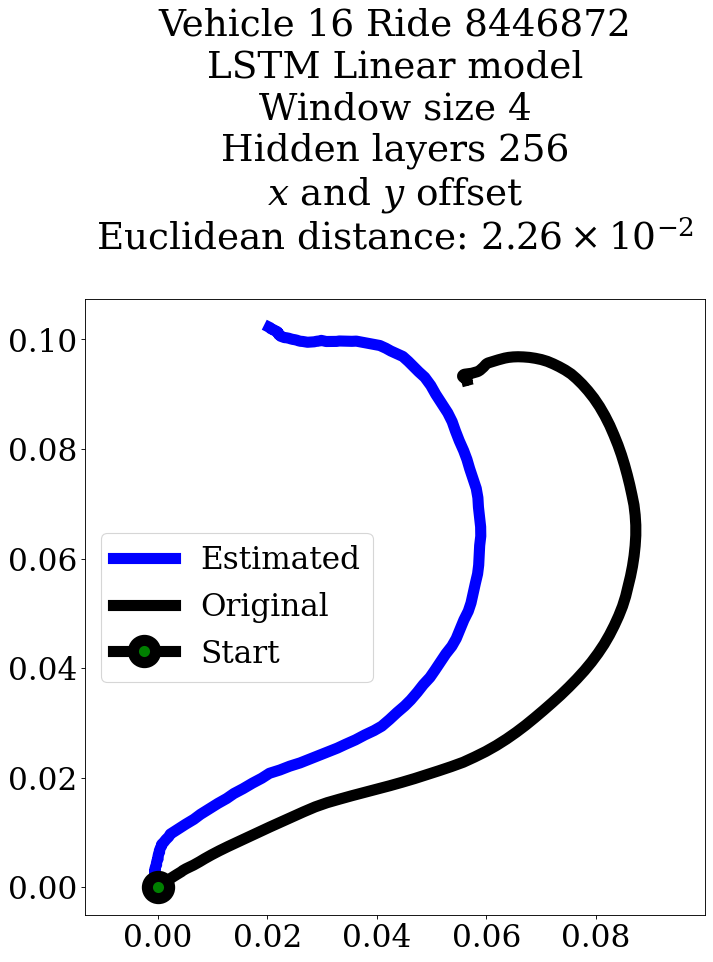 Vehicle 16 Ride 8446872
LSTM Linear model
Window size 4
Hidden layers 256
x and y offset
Euclidean distance: 2.26 × 10⁻²
0.10
0.08
0.06
0.04
0.02
0.00
Estimated
Original
Start
0.00 0.02 0.04 0.06 0.08